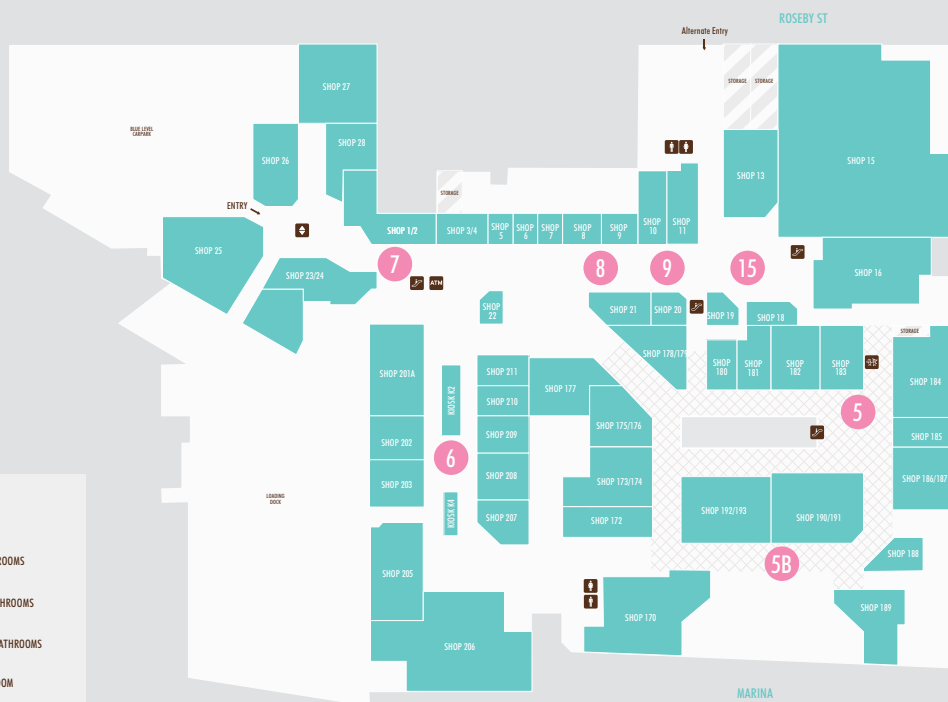 ROSEBY ST
Alternate Entry
SHOP 27
STORAGE
STORAGE
BLUE LEVEL
CARPARK
SHOP 28
SHOP 26
SHOP 15
SHOP 13
STORAGE
ENTRY
SHOP 1/2
SHOP 3/4
SHOP
5
SHOP
6
SHOP
7
SHOP
8
SHOP
9
SHOP
10
SHOP
11
SHOP 25
7
8
9
15
SHOP 23/24
ATM
SHOP 16
SHOP
22
SHOP 21
SHOP 20
SHOP 19
SHOP 18
STORAGE
SHOP 178/179
SHOP
180
SHOP
181
SHOP
182
SHOP
183
SHOP 201A
SHOP 211
SHOP 177
SHOP 184
KIOSK K2
SHOP 210
5
SHOP 175/176
SHOP 202
SHOP 209
SHOP 185
6
SHOP 203
SHOP 208
SHOP 173/174
SHOP 186/187
LOADING
DOCK
KIOSK K4
SHOP 207
SHOP 172
SHOP 192/193
SHOP 190/191
SHOP 188
OOMS
5B
SHOP 205
HROOMS
SHOP 189
SHOP 170
ATHROOMS
SHOP 206
OM
MARINA